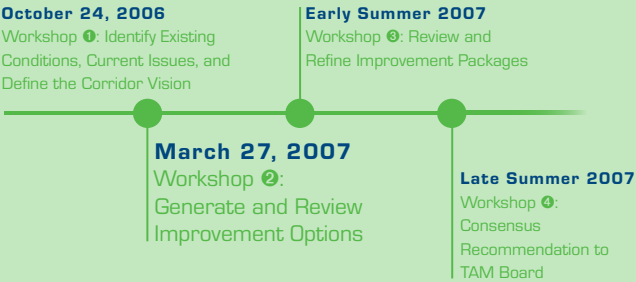 October 24, 2006
Workshop ❶: Identify Existing
Conditions, Current Issues, and
Define the Corridor Vision
March 27, 2007
Workshop ❷:
Generate and Review
Improvement Options
Early Summer 2007
Workshop ❸: Review and
Refine Improvement Packages
Late Summer 2007
Workshop ❹:
Consensus
Recommendation to
TAM Board